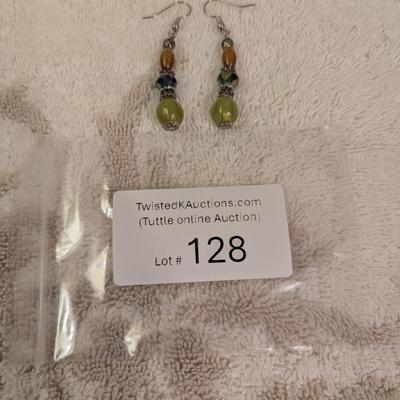 TwistedKAuctions.com
(Tuttle online Auction)
Lot # 128